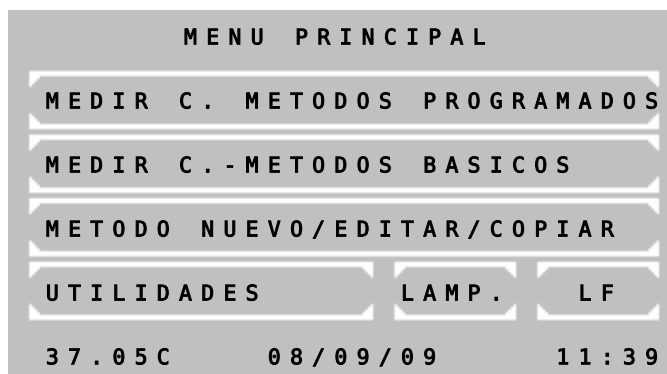 MENU PRINCIPAL
MEDIR C. METODOS PROGRAMADOS
MEDIR C.-METODOS BASICOS
METODO NUEVO/EDITAR/COPIAR
UTILIDADES LAMP. LF
37.05C 08/09/09 11:39